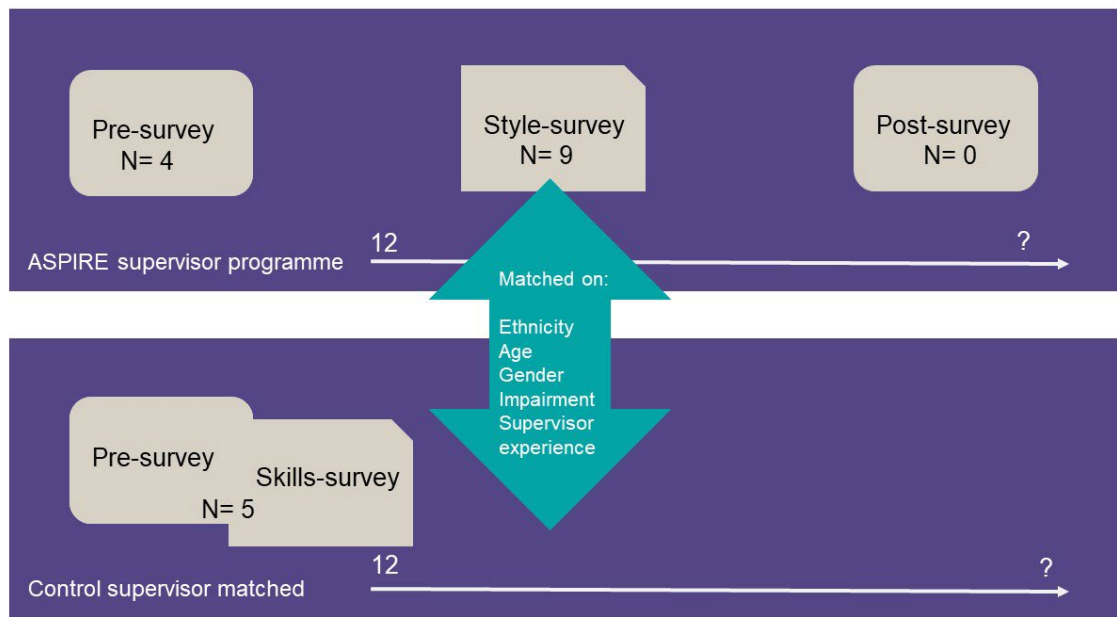 Pre-survey
N= 4
Style-survey
N= 9
Post-survey
N= 0
12
?
ASPIRE supervisor programme
Matched on:
Ethnicity
Age
Gender
Impairment
Supervisor
experience
Pre-survey
Skills-survey
N= 5
12
?
Control supervisor matched